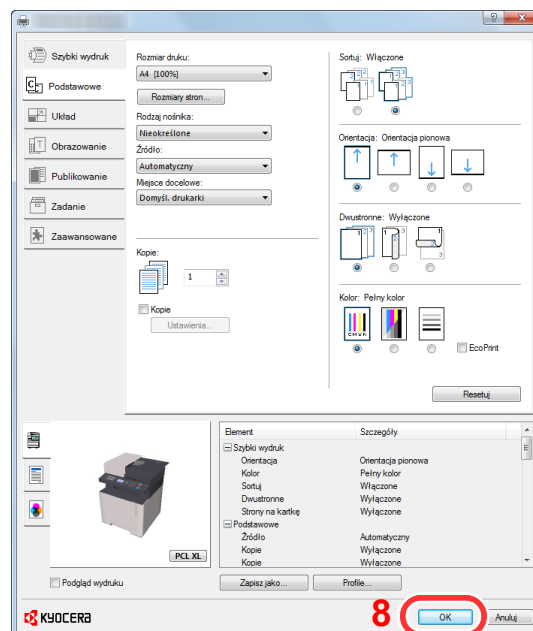 Szybki wydruk
Podstawowe
Układ
Obrazowanie
Publikowanie
Zadanie
Zaawansowane
Rozmiar druku:
A4 [100%]
Rozmiary stron...
Rodzaj nośnika:
Nieokreślone
Źródło:
Automatyczny
Miejsce docelowe:
Domyśl. drukarki
Kopie:
1
Kopie
Ustawienia...
Sortuj: Włączone
Orientacja: Orientacja pionowa
Dwustronne: Wyłączone
Kolor: Pełny kolor
CMYK
EcoPrint
Resetuj
PCL XL
Podgląd wydruku
Element Szczegóły
Szybki wydruk
Orientacja Orientacja pionowa
Kolor Pełny kolor
Sortuj Włączone
Dwustronne Wyłączone
Strony na kartkę Wyłączone
Podstawowe
Źródło Automatyczny
Kopie Wyłączone
Kopie Wyłączone
Zapisz jako... Profile...
KYOCERA
8 OK Anuluj